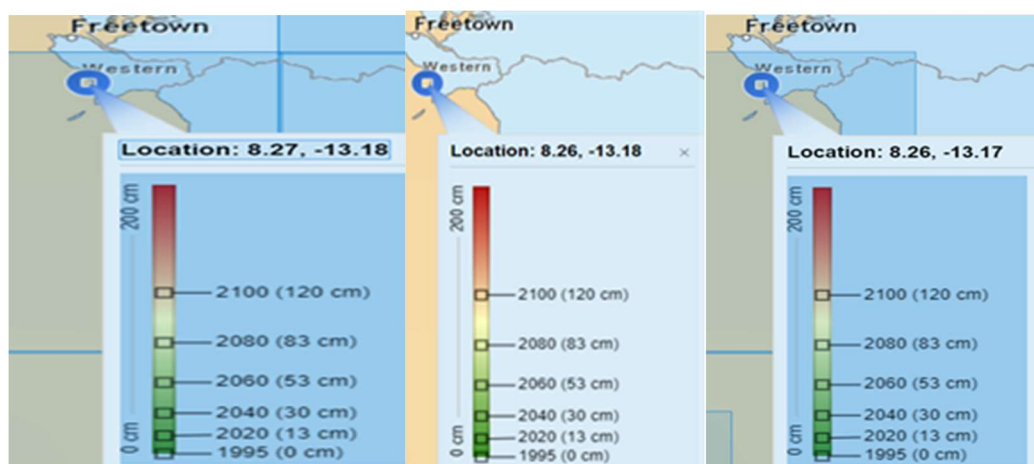 Freetown
Western
Location: 8.27, -13.18
200 cm
2100 (120 cm)
2080 (83 cm)
2060 (53 cm)
2040 (30 cm)
2020 (13 cm)
0 cm
1995 (0 cm)
Freetown
Western
Location: 8.26, -13.18 ×
200 cm
2100 (120 cm)
2080 (83 cm)
2060 (53 cm)
2040 (30 cm)
2020 (13 cm)
0 cm
1995 (0 cm)
Freetown
Western
Location: 8.26, -13.17
200 cm
2100 (120 cm)
2080 (83 cm)
2060 (53 cm)
2040 (30 cm)
2020 (13 cm)
0 cm
1995 (0 cm)